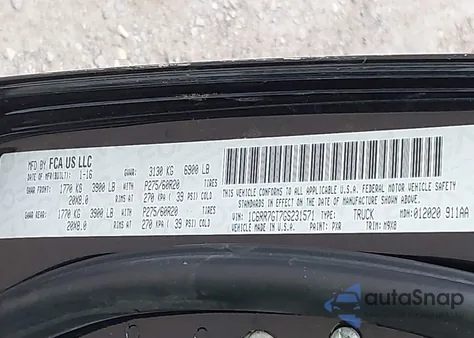 MFD BY FCA US LLC
DATE OF MFR(BUILT): 1-16 GVWR: 3130 KG 6900 LB
GAWR FRONT: 1770 KG 3900 LB WITH P275/60R20 TIRES
20X8.0 RIMS AT 270 KPA ( 39 PSI) COLD
GAWR REAR: 1770 KG 3900 LB WITH P275/60R20 TIRES
20X8.0 RIMS AT 270 KPA ( 39 PSI) COLD
THIS VEHICLE CONFORMS TO ALL APPLICABLE U.S.A. FEDERAL MOTOR VEHICLE SAFETY
STANDARDS IN EFFECT ON THE DATE OF MANUFACTURE SHOWN ABOVE.
VIN: 1C6RR7GT7GS231571 TYPE: TRUCK MDH:012020 911AA
VEHICLE MADE IN U.S.A. PAINT: PXR TRIM: M9X8
autoSnap